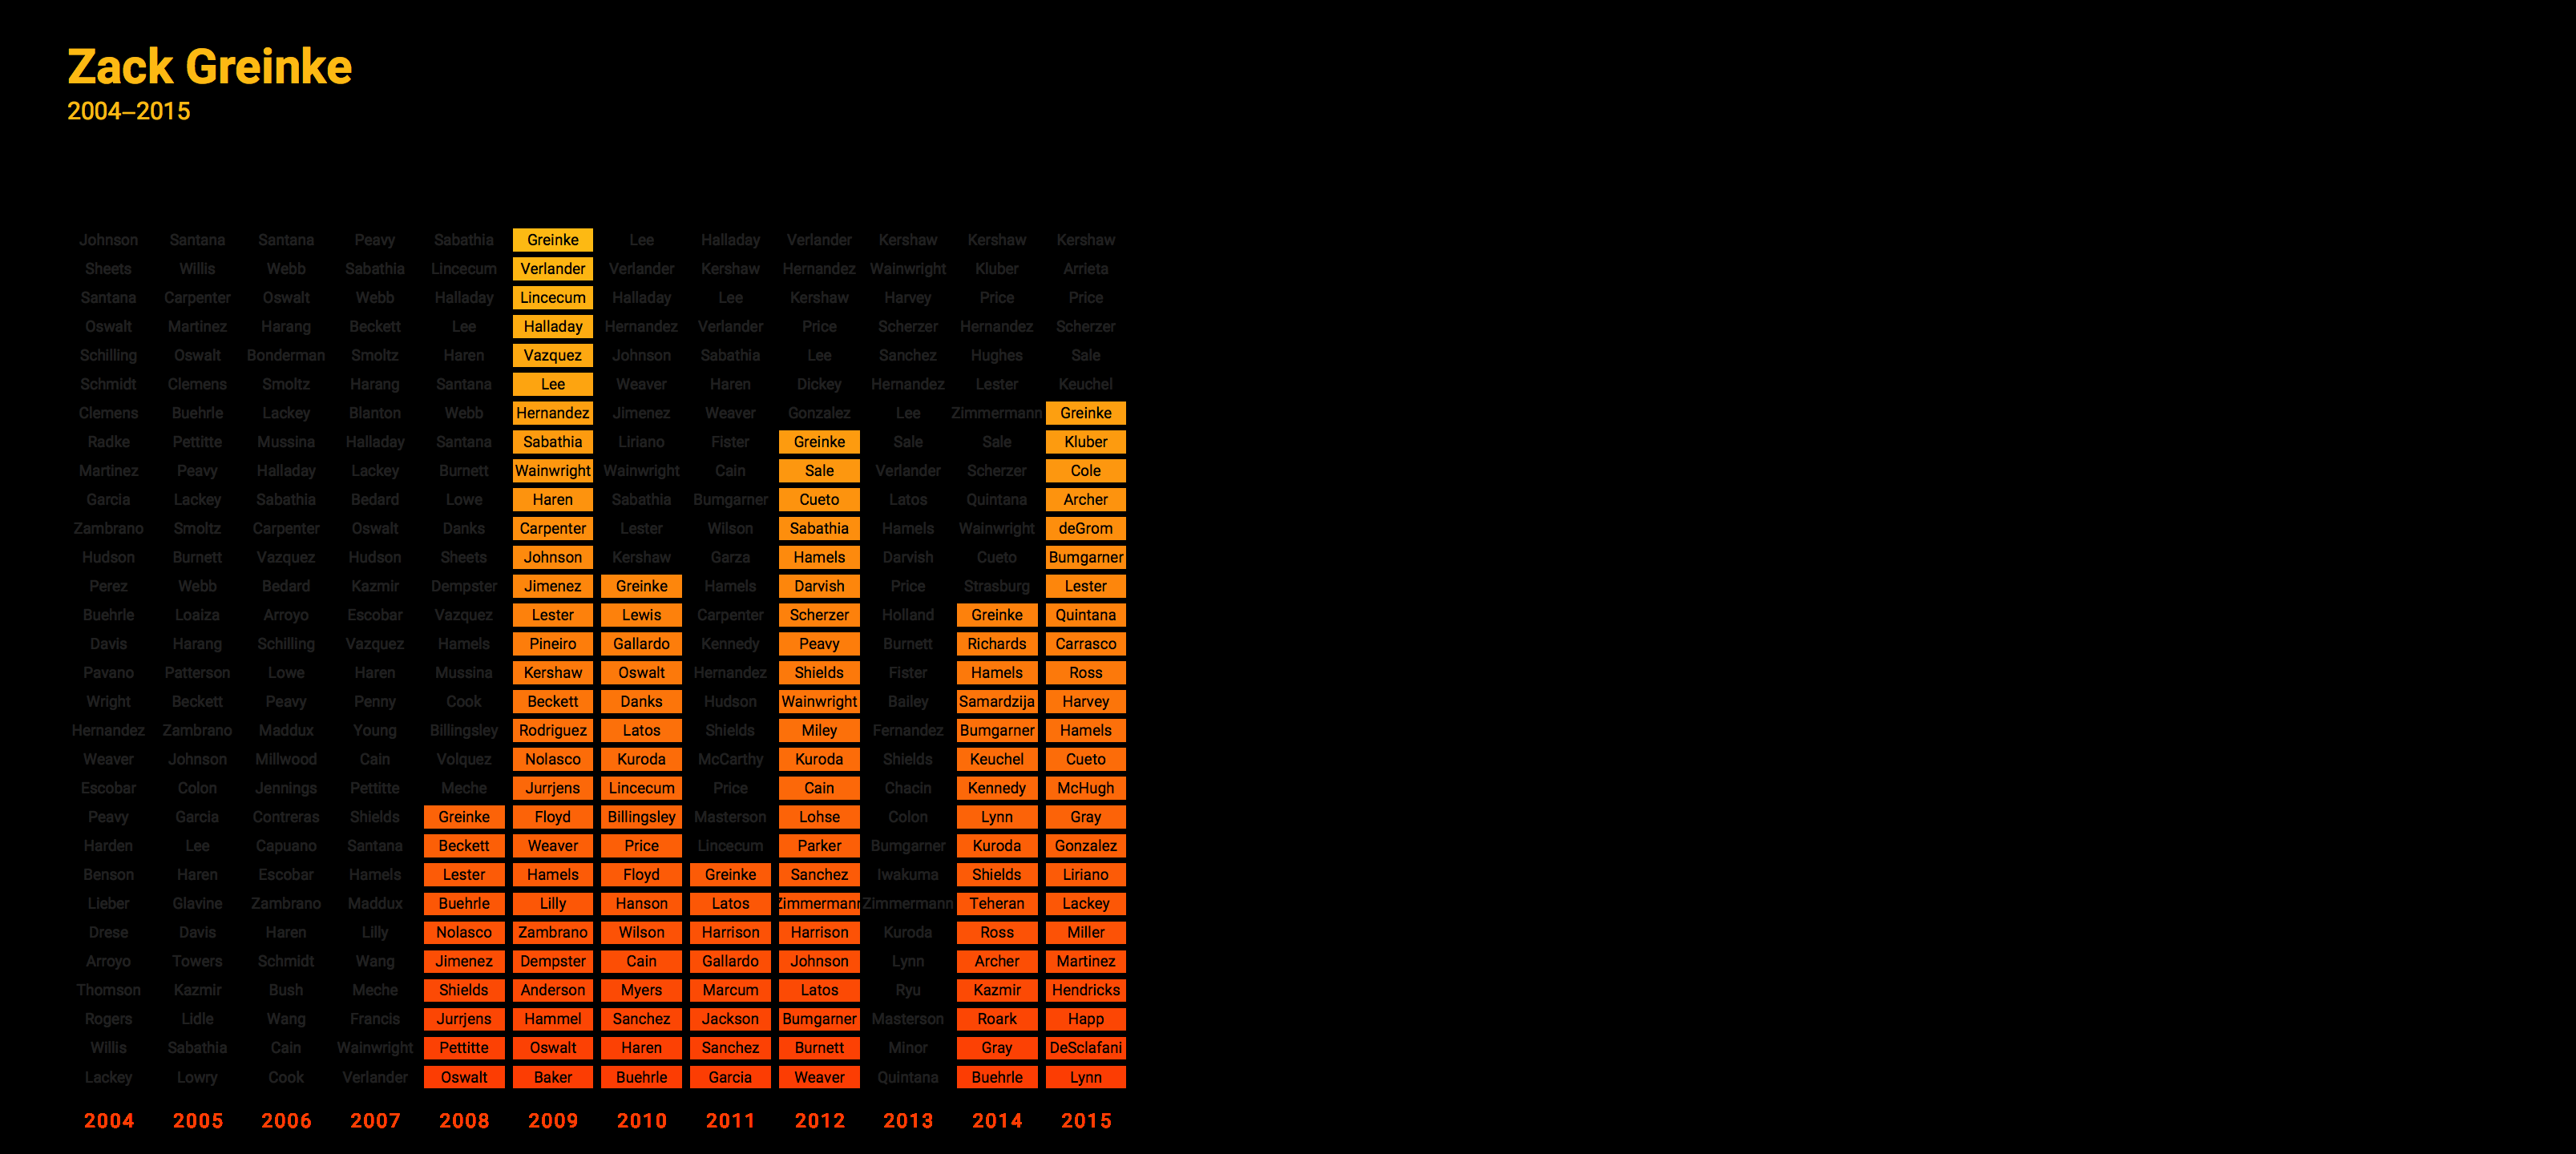 Zack Greinke
2004–2015
Johnson Santana Santana Peavy Sabathia Greinke Lee Halladay Verlander Kershaw Kershaw Kershaw
Sheets Willis Webb Sabathia Lincecum Verlander Verlander Kershaw Hernandez Wainwright Kluber Arrieta
Santana Carpenter Oswalt Webb Halladay Lincecum Halladay Lee Kershaw Harvey Price Price
Oswalt Martinez Harang Beckett Lee Halladay Hernandez Verlander Price Scherzer Hernandez Scherzer
Schilling Oswalt Bonderman Smoltz Haren Vazquez Johnson Sabathia Lee Sanchez Hughes Sale
Schmidt Clemens Smoltz Harang Santana Lee Weaver Haren Dickey Hernandez Lester Keuchel
Clemens Buehrle Lackey Blanton Webb Hernandez Jimenez Weaver Gonzalez Lee Zimmermann Greinke
Radke Pettitte Mussina Halladay Santana Sabathia Liriano Fister Greinke Sale Sale Kluber
Martinez Peavy Halladay Lackey Burnett Wainwright Wainwright Cain Sale Verlander Scherzer Cole
Garcia Lackey Sabathia Bedard Lowe Haren Sabathia Bumgarner Cueto Latos Quintana Archer
Zambrano Smoltz Carpenter Oswalt Danks Carpenter Lester Wilson Sabathia Hamels Wainwright deGrom
Hudson Burnett Vazquez Hudson Sheets Johnson Kershaw Garza Hamels Darvish Cueto Bumgarner
Perez Webb Bedard Kazmir Dempster Jimenez Greinke Hamels Darvish Price Strasburg Lester
Buehrle Loaiza Arroyo Escobar Vazquez Lester Lewis Carpenter Scherzer Holland Greinke Quintana
Davis Harang Schilling Vazquez Hamels Pineiro Gallardo Kennedy Peavy Burnett Richards Carrasco
Pavano Patterson Lowe Haren Mussina Kershaw Oswalt Hernandez Shields Fister Hamels Ross
Wright Beckett Peavy Penny Cook Beckett Danks Hudson Wainwright Bailey Samardzija Harvey
Hernandez Zambrano Maddux Young Billingsley Rodriguez Latos Shields Miley Fernandez Bumgarner Hamels
Weaver Johnson Millwood Cain Volquez Nolasco Kuroda McCarthy Kuroda Shields Keuchel Cueto
Escobar Colon Jennings Pettitte Meche Jurrjens Lincecum Price Cain Chacin Kennedy McHugh
Peavy Garcia Contreras Shields Greinke Floyd Billingsley Masterson Lohse Colon Lynn Gray
Harden Lee Capuano Santana Beckett Weaver Price Lincecum Parker Bumgarner Kuroda Gonzalez
Benson Haren Escobar Hamels Lester Hamels Floyd Greinke Sanchez Iwakuma Shields Liriano
Lieber Glavine Zambrano Maddux Buehrle Lilly Hanson Latos Zimmermann Zimmermann Teheran Lackey
Drese Davis Haren Lilly Nolasco Zambrano Wilson Harrison Harrison Kuroda Ross Miller
Arroyo Towers Schmidt Wang Jimenez Dempster Cain Gallardo Johnson Lynn Archer Martinez
Thomson Kazmir Bush Meche Shields Anderson Myers Marcum Latos Ryu Kazmir Hendricks
Rogers Lidle Wang Francis Jurrjens Hammel Sanchez Jackson Bumgarner Masterson Roark Happ
Willis Sabathia Cain Wainwright Pettitte Oswalt Haren Sanchez Burnett Minor Gray DeSclafani
Lackey Lowry Cook Verlander Oswalt Baker Buehrle Garcia Weaver Quintana Buehrle Lynn
2004 2005 2006 2007 2008 2009 2010 2011 2012 2013 2014 2015